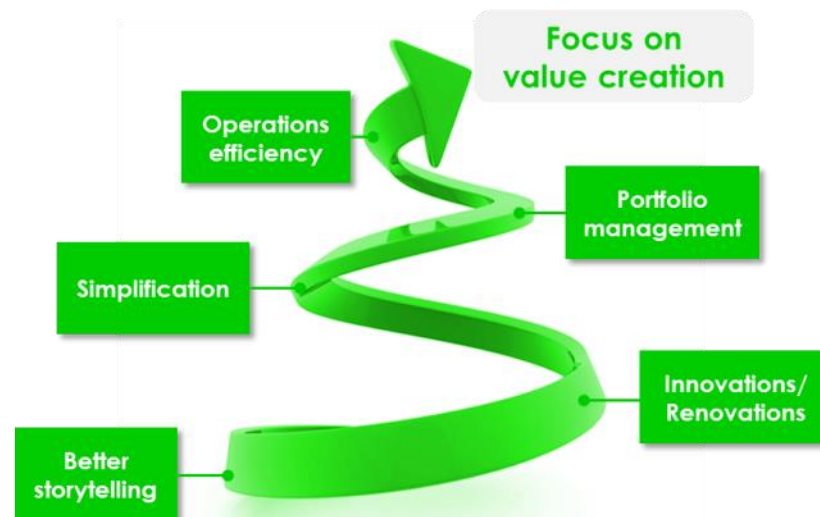 Focus on
value creation
Operations
efficiency
Portfolio
management
Simplification
Innovations/
Renovations
Better
storytelling